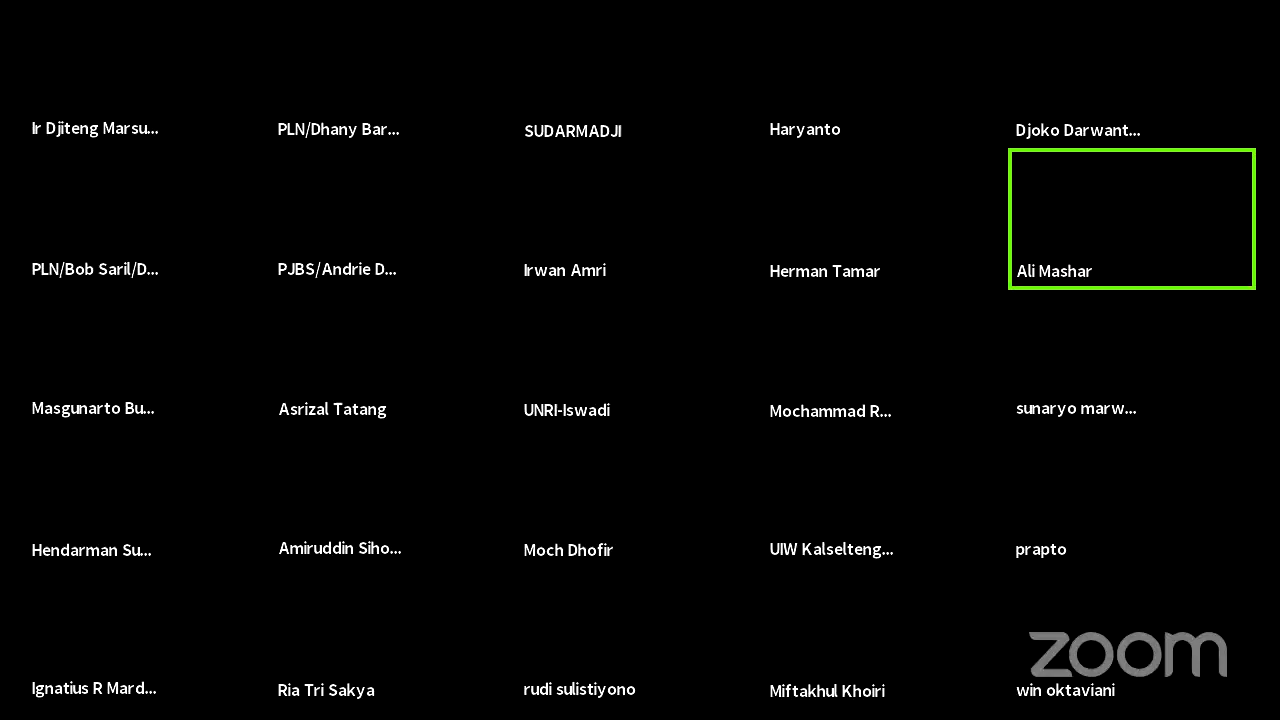 Ir Djiteng Marsu...
PLN/Dhany Bar...
SUDARMADJI
Haryanto
Djoko Darwant...
PLN/Bob Saril/D...
PJBS/Andrie D...
Irwan Amri
Herman Tamar
Ali Mashar
Masgunarto Bu...
Asrizal Tatang
UNRI-Iswadi
Mochammad R...
sunaryo marw...
Hendarman Su...
Amiruddin Siho...
Moch Dhofir
UIW Kalselteng...
prapto
zoom
Ignatius R Mard...
Ria Tri Sakya
rudi sulistiyono
Miftakhul Khoiri
win oktaviani